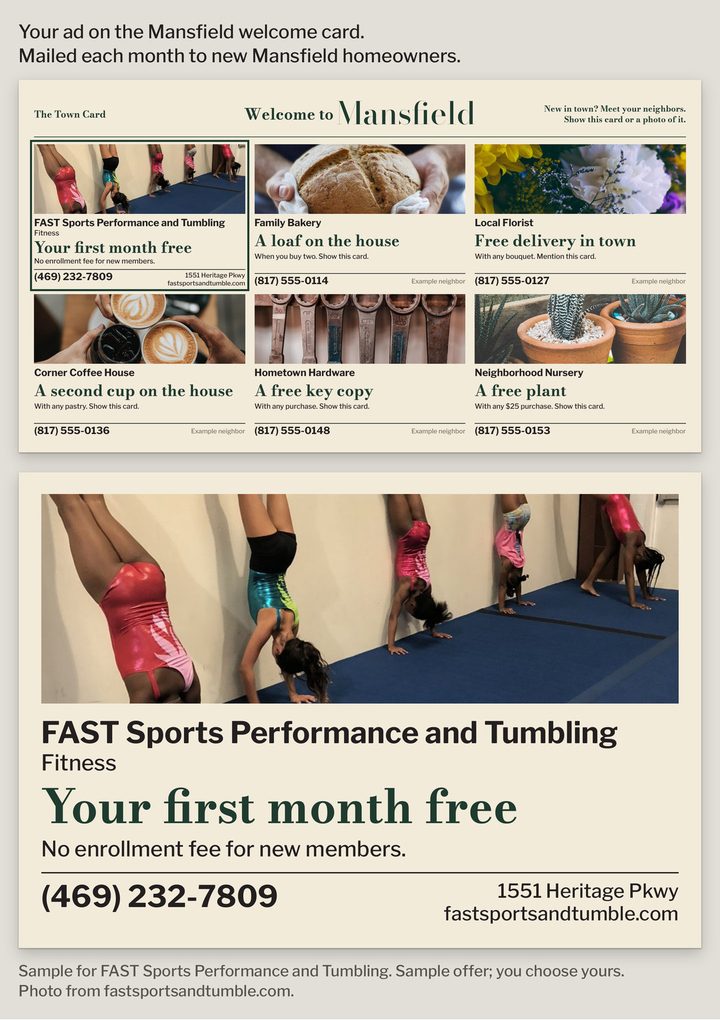 Your ad on the Mansfield welcome card.
Mailed each month to new Mansfield homeowners.
The Town Card
Welcome to Mansfield
New in town? Meet your neighbors.
Show this card or a photo of it.
FAST Sports Performance and Tumbling
Fitness
Your first month free
No enrollment fee for new members.
(469) 232-7809
1551 Heritage Pkwy
fastsportsandtumble.com
Family Bakery
A loaf on the house
When you buy two. Show this card.
(817) 555-0114
Example neighbor
Local Florist
Free delivery in town
With any bouquet. Mention this card.
(817) 555-0127
Example neighbor
Corner Coffee House
A second cup on the house
With any pastry. Show this card.
(817) 555-0136
Example neighbor
Hometown Hardware
A free key copy
With any purchase. Show this card.
(817) 555-0148
Example neighbor
Neighborhood Nursery
A free plant
With any $25 purchase. Show this card.
(817) 555-0153
Example neighbor
FAST Sports Performance and Tumbling
Fitness
Your first month free
No enrollment fee for new members.
(469) 232-7809
1551 Heritage Pkwy
fastsportsandtumble.com
Sample for FAST Sports Performance and Tumbling. Sample offer; you choose yours.
Photo from fastsportsandtumble.com.